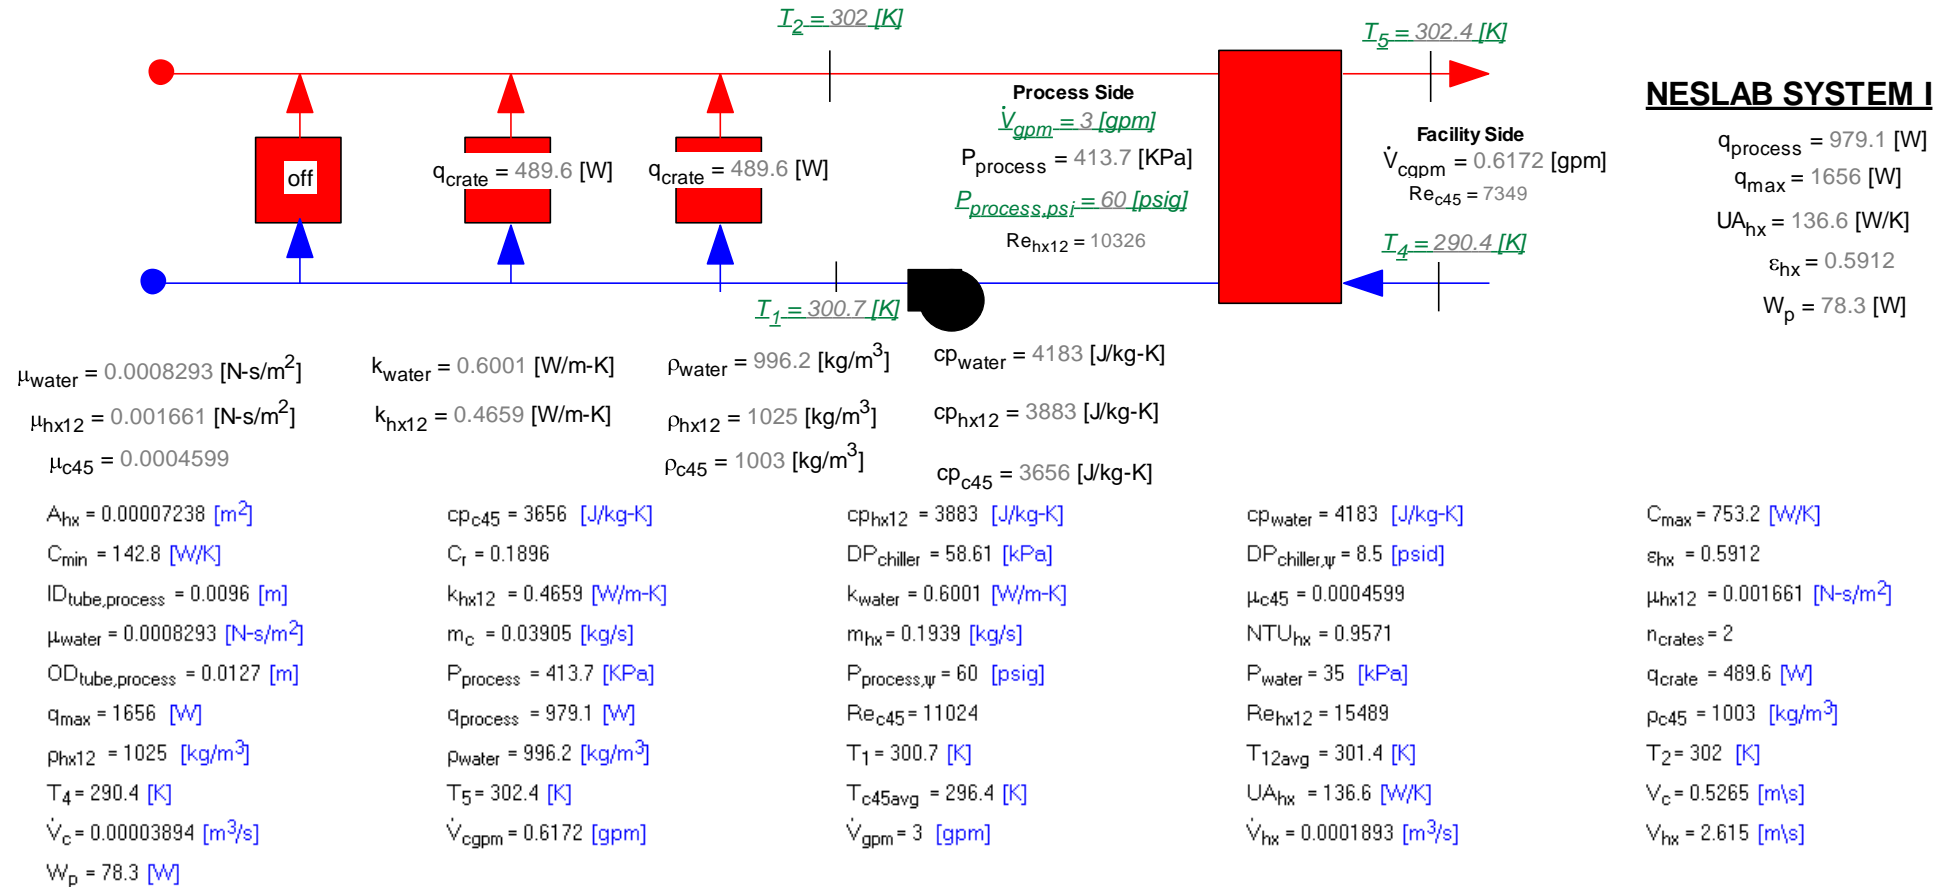 T2 = 302 [K]
T5 = 302.4 [K]
NESLAB SYSTEM I
Process Side
V̇gpm = 3 [gpm]
Pprocess = 413.7 [KPa]
Pprocess,psi = 60 [psig]
Rehx12 = 10326
Facility Side
V̇cgpm = 0.6172 [gpm]
Rec45 = 7349
T4 = 290.4 [K]
off
qcrate = 489.6 [W]
qcrate = 489.6 [W]
T1 = 300.7 [K]
qprocess = 979.1 [W]
qmax = 1656 [W]
UAhx = 136.6 [W/K]
εhx = 0.5912
Wp = 78.3 [W]
μwater = 0.0008293 [N-s/m2] kwater = 0.6001 [W/m-K] ρwater = 996.2 [kg/m3] cpwater = 4183 [J/kg-K]
μhx12 = 0.001661 [N-s/m2] khx12 = 0.4659 [W/m-K] ρhx12 = 1025 [kg/m3] cphx12 = 3883 [J/kg-K]
μc45 = 0.0004599 ρc45 = 1003 [kg/m3] cpc45 = 3656 [J/kg-K]
Ahx = 0.00007238 [m2] cpc45 = 3656 [J/kg-K] cphx12 = 3883 [J/kg-K] cpwater = 4183 [J/kg-K] Cmax = 753.2 [W/K]
Cmin = 142.8 [W/K] Cr = 0.1896 DPchiller = 58.61 [kPa] DPchiller,ψ = 8.5 [psid] εhx = 0.5912
IDtube,process = 0.0096 [m] khx12 = 0.4659 [W/m-K] kwater = 0.6001 [W/m-K] μc45 = 0.0004599 μhx12 = 0.001661 [N-s/m2]
μwater = 0.0008293 [N-s/m2] mc = 0.03905 [kg/s] mhx = 0.1939 [kg/s] NTUhx = 0.9571 ncrates = 2
ODtube,process = 0.0127 [m] Pprocess = 413.7 [KPa] Pprocess,ψ = 60 [psig] Pwater = 35 [kPa] qcrate = 489.6 [W]
qmax = 1656 [W] qprocess = 979.1 [W] Rec45 = 11024 Rehx12 = 15489 ρc45 = 1003 [kg/m3]
ρhx12 = 1025 [kg/m3] ρwater = 996.2 [kg/m3] T1 = 300.7 [K] T12avg = 301.4 [K] T2 = 302 [K]
T4 = 290.4 [K] T5 = 302.4 [K] Tc45avg = 296.4 [K] UAhx = 136.6 [W/K] Vc = 0.5265 [m\s]
V̇c = 0.00003894 [m3/s] V̇cgpm = 0.6172 [gpm] V̇gpm = 3 [gpm] V̇hx = 0.0001893 [m3/s] Vhx = 2.615 [m\s]
Wp = 78.3 [W]